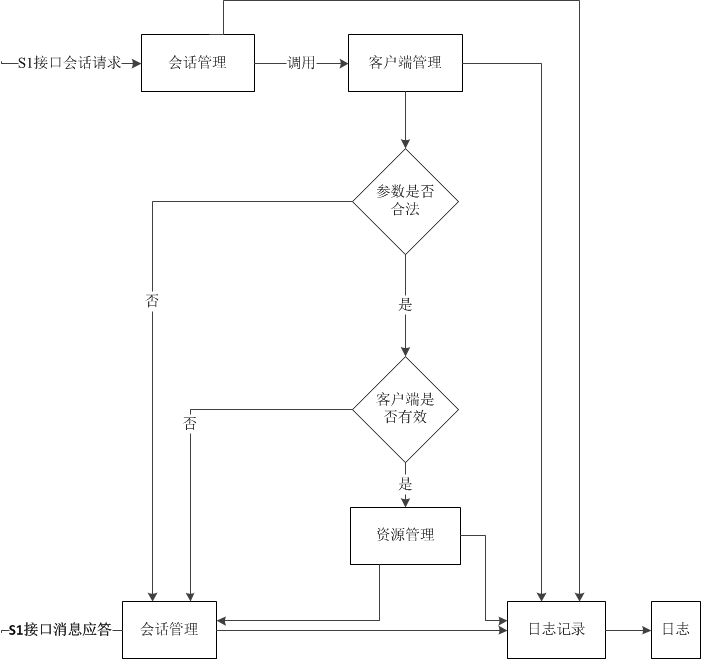 S1接口会话请求
会话管理
调用
客户端管理
参数是否
合法
否
是
客户端是
否有效
否
是
资源管理
S1接口消息应答
会话管理
日志记录
日志